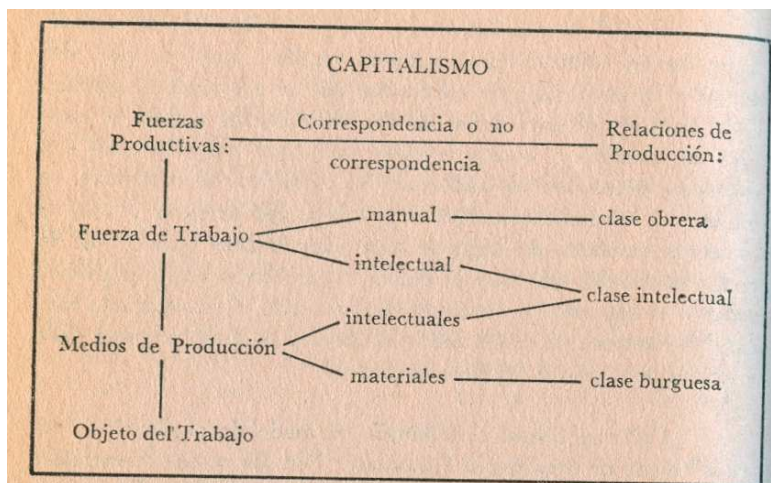 CAPITALISMO
Fuerzas
Productivas:
Correspondencia o no
correspondencia
Relaciones de
Producción:
Fuerza de Trabajo
manual
clase obrera
intelectual
clase intelectual
Medios de Producción
intelectuales
materiales
clase burguesa
Objeto del Trabajo